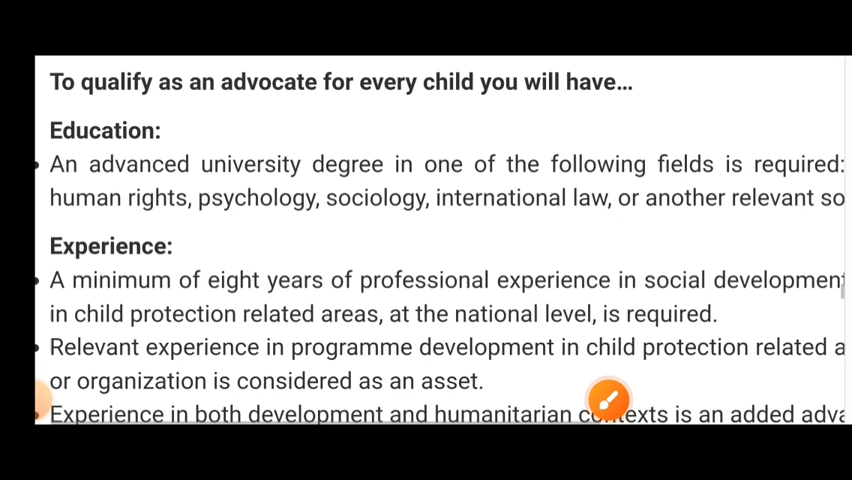 To qualify as an advocate for every child you will have...
Education:
• An advanced university degree in one of the following fields is required:
human rights, psychology, sociology, international law, or another relevant so
Experience:
• A minimum of eight years of professional experience in social development
in child protection related areas, at the national level, is required.
• Relevant experience in programme development in child protection related a
or organization is considered as an asset.
• Experience in both development and humanitarian contexts is an added adva